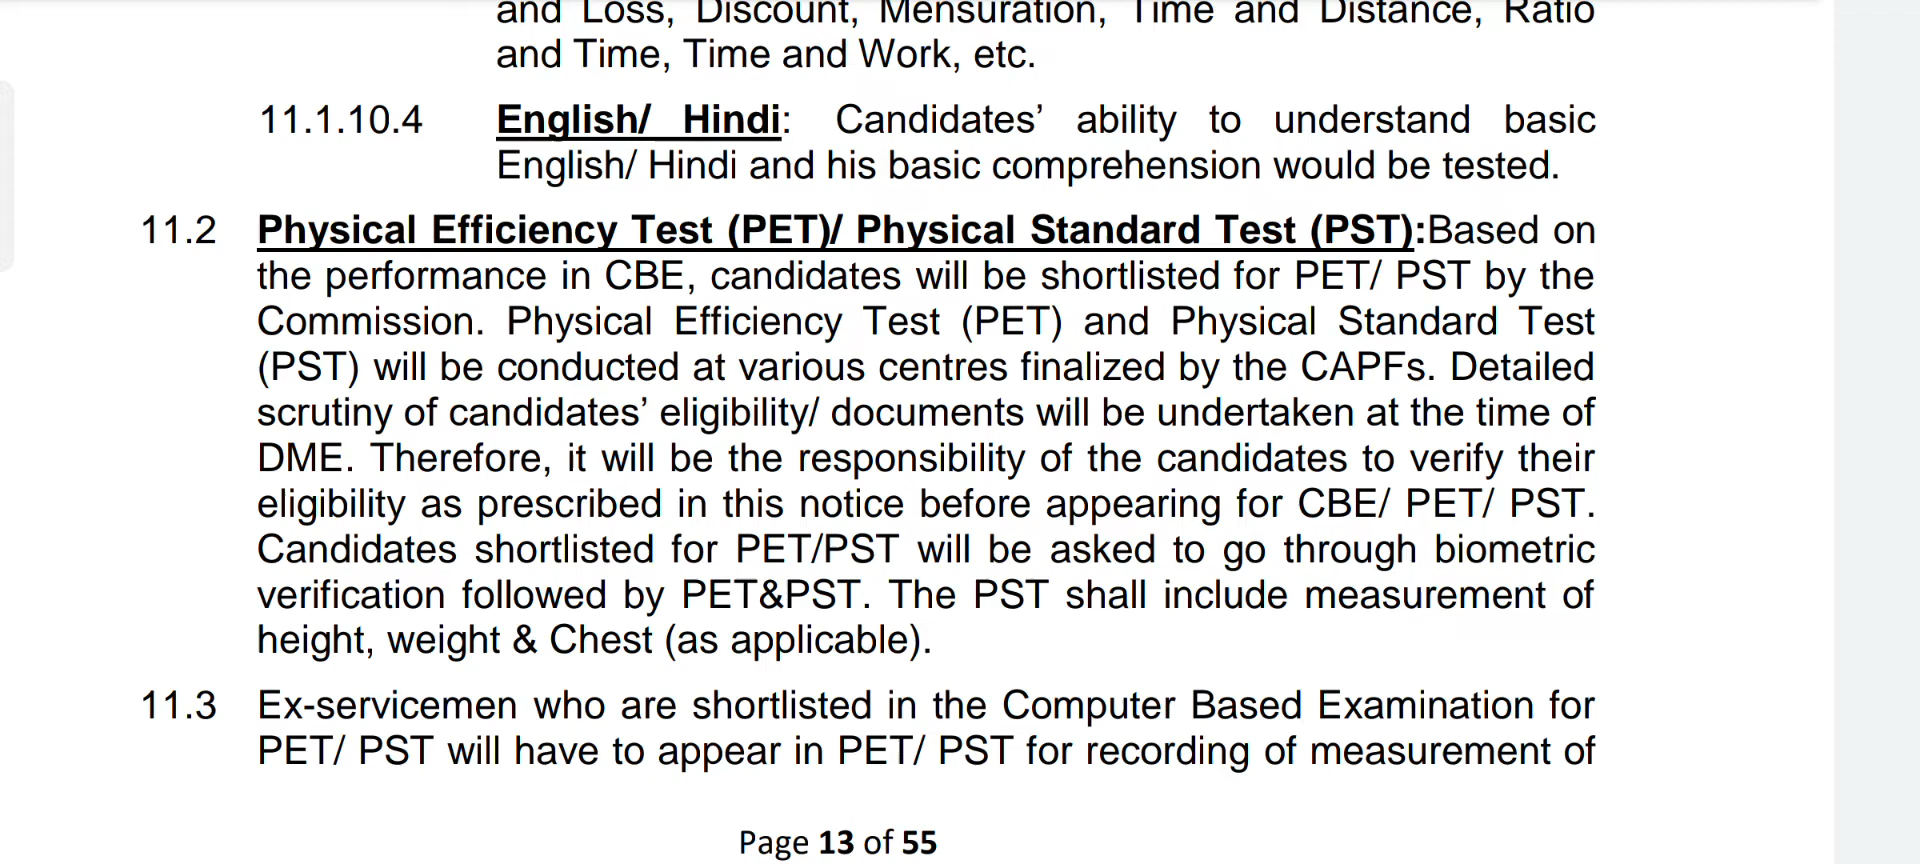 and Loss, Discount, Mensuration, Time and Distance, Ratio
and Time, Time and Work, etc.
11.1.10.4 English/ Hindi: Candidates’ ability to understand basic
English/ Hindi and his basic comprehension would be tested.
11.2 Physical Efficiency Test (PET)/ Physical Standard Test (PST):Based on
the performance in CBE, candidates will be shortlisted for PET/ PST by the
Commission. Physical Efficiency Test (PET) and Physical Standard Test
(PST) will be conducted at various centres finalized by the CAPFs. Detailed
scrutiny of candidates’ eligibility/ documents will be undertaken at the time of
DME. Therefore, it will be the responsibility of the candidates to verify their
eligibility as prescribed in this notice before appearing for CBE/ PET/ PST.
Candidates shortlisted for PET/PST will be asked to go through biometric
verification followed by PET&PST. The PST shall include measurement of
height, weight & Chest (as applicable).
11.3 Ex-servicemen who are shortlisted in the Computer Based Examination for
PET/ PST will have to appear in PET/ PST for recording of measurement of
Page 13 of 55